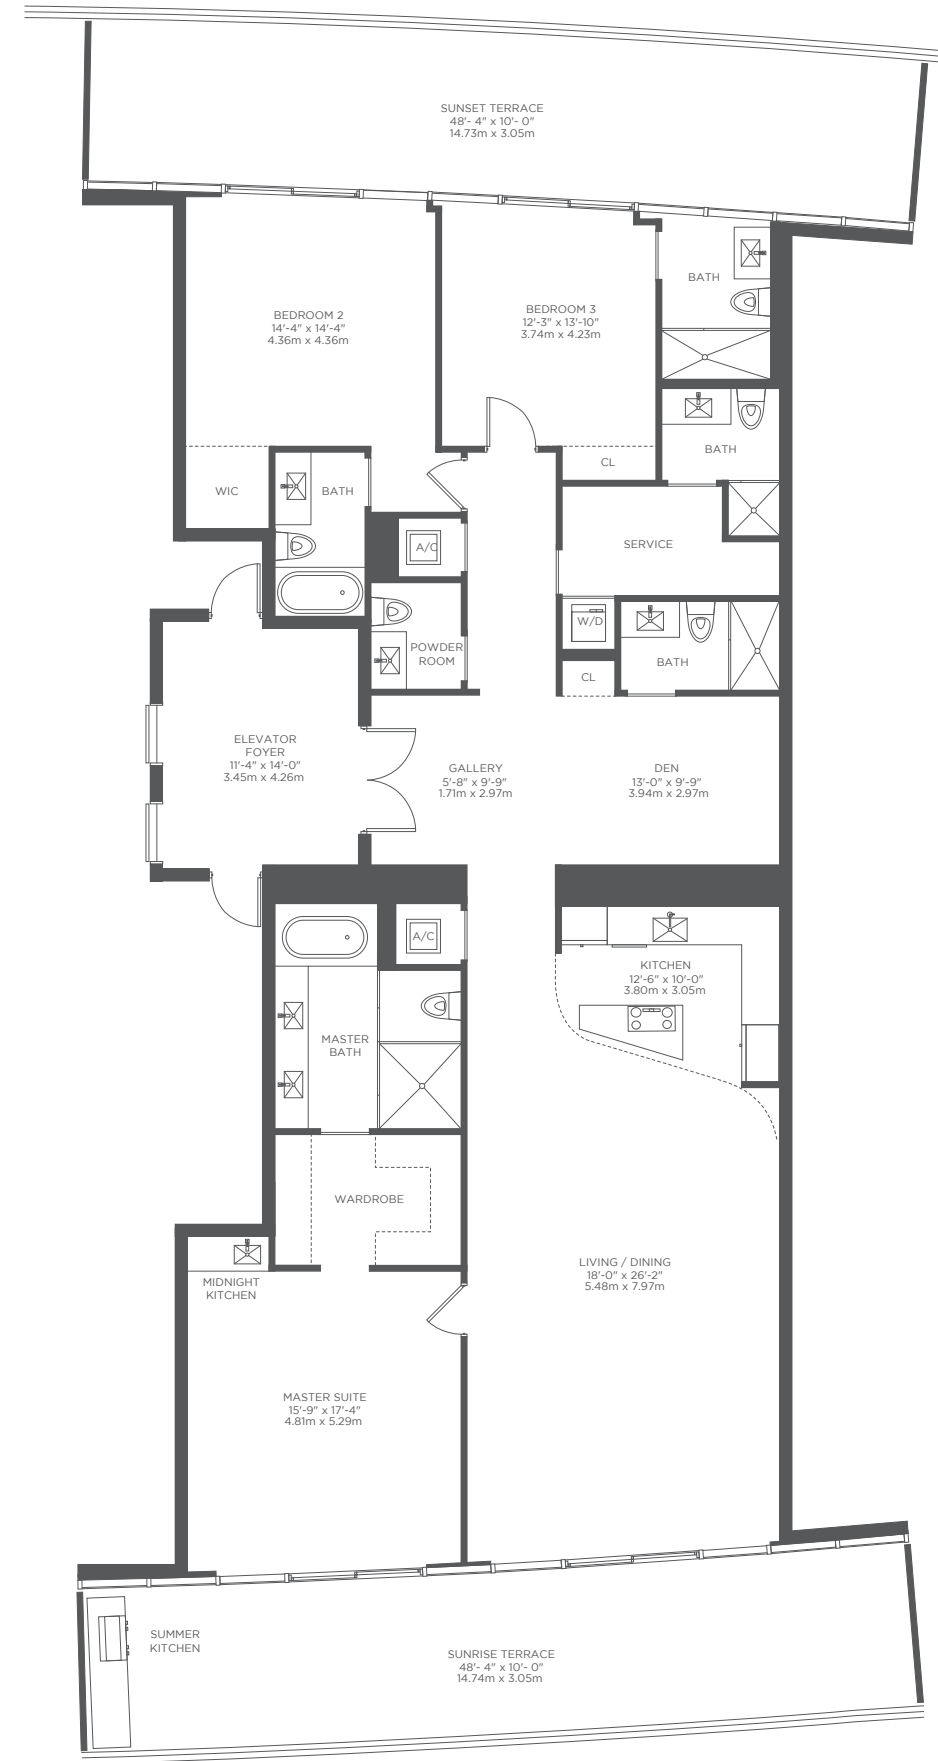 SUNSET TERRACE
48'- 4" x 10'- 0"
14.73m x 3.05m
BATH
BEDROOM 2
14'-4" x 14'-4"
4.36m x 4.36m
BEDROOM 3
12'-3" x 13'-10"
3.74m x 4.23m
BATH
CL
WIC
BATH
A/C
SERVICE
W/D
POWDER
ROOM
BATH
CL
ELEVATOR
FOYER
11'-4" x 14'-0"
3.45m x 4.26m
GALLERY
5'-8" x 9'-9"
1.71m x 2.97m
DEN
13'-0" x 9'-9"
3.94m x 2.97m
A/C
KITCHEN
12'-6" x 10'-0"
3.80m x 3.05m
MASTER
BATH
WARDROBE
MIDNIGHT
KITCHEN
LIVING / DINING
18'-0" x 26'-2"
5.48m x 7.97m
MASTER SUITE
15'-9" x 17'-4"
4.81m x 5.29m
SUMMER
KITCHEN
SUNRISE TERRACE
48'- 4" x 10'- 0"
14.74m x 3.05m